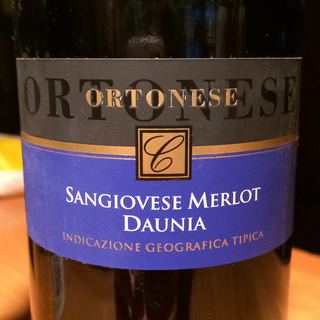 ORTONESE
ORTONESE
C
SANGIOVESE MERLOT
DAUNIA
INDICAZIONE GEOGRAFICA TIPICA